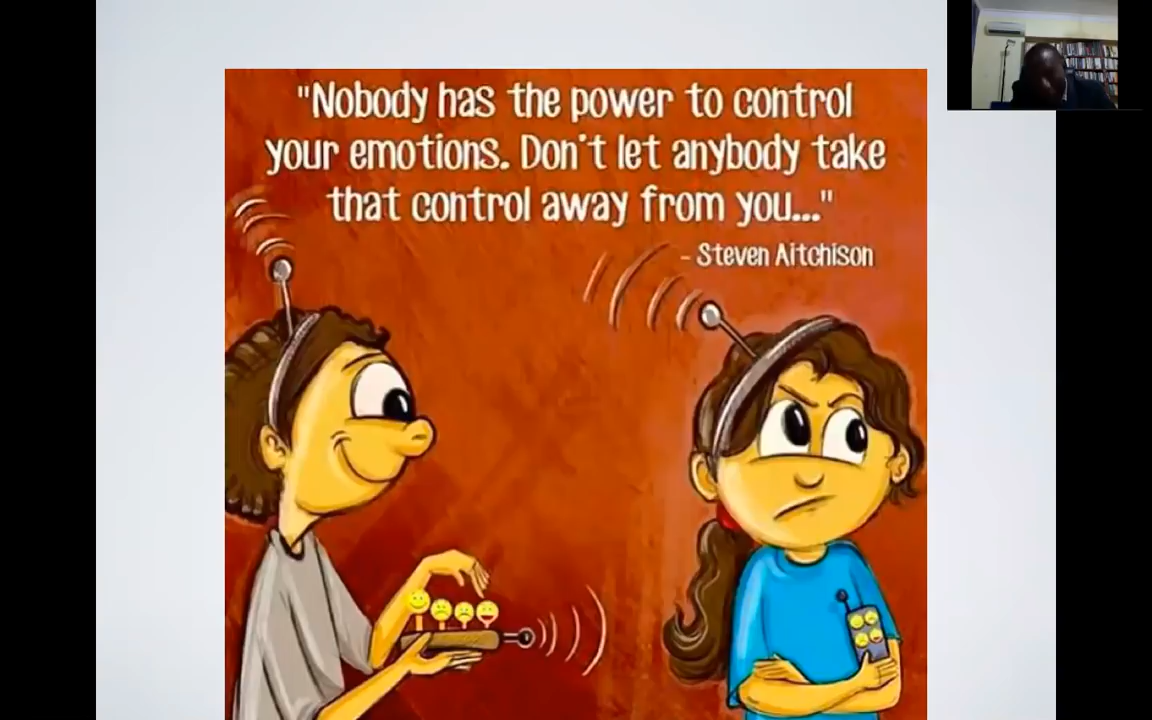 "Nobody has the power to control
your emotions. Don't let anybody take
that control away from you..."
- Steven Aitchison